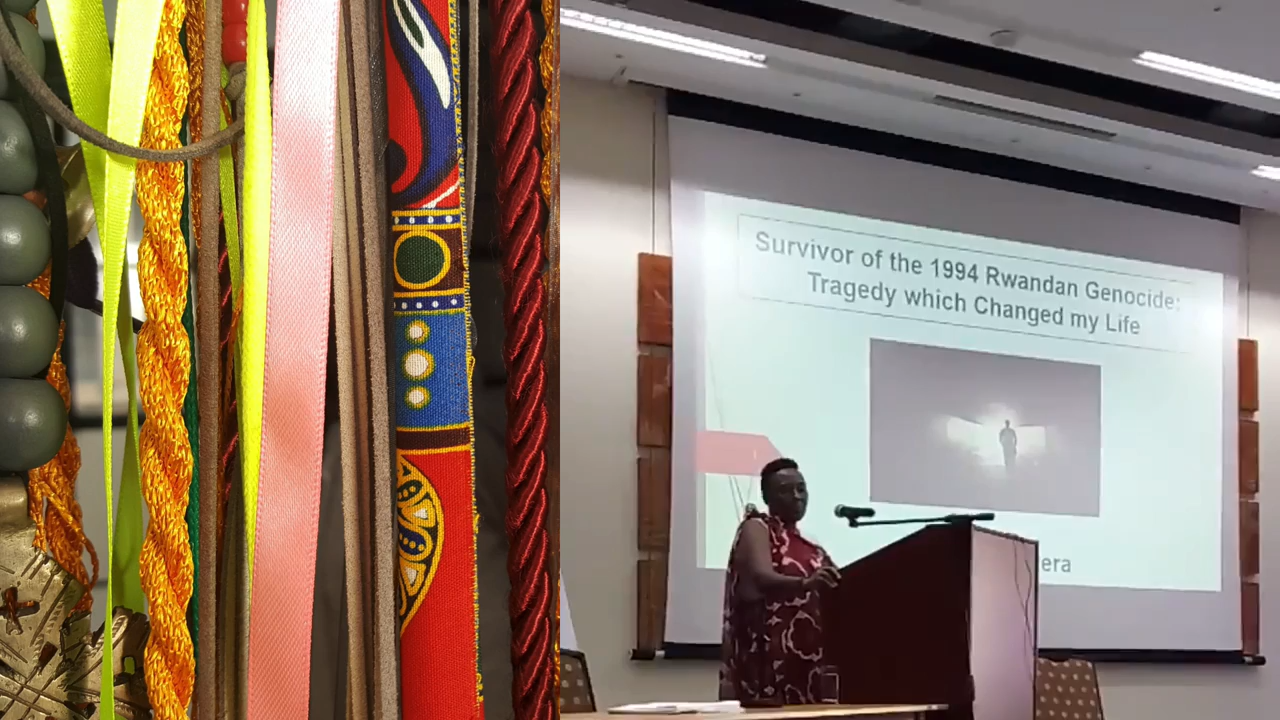 Survivor of the 1994 Rwandan Genocide:
Tragedy which Changed my Life